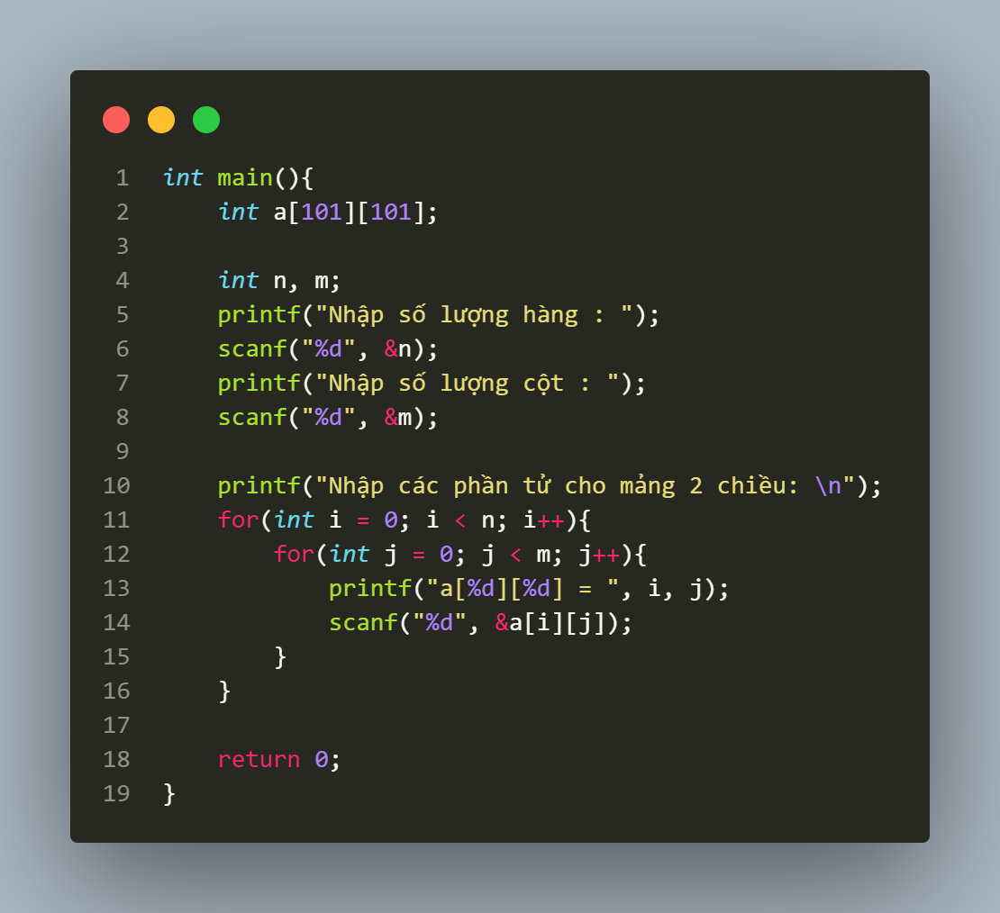 1 int main(){
2     int a[101][101];
3
4     int n, m;
5     printf("Nhập số lượng hàng : ");
6     scanf("%d", &n);
7     printf("Nhập số lượng cột : ");
8     scanf("%d", &m);
9
10     printf("Nhập các phần tử cho mảng 2 chiều: \n");
11     for(int i = 0; i < n; i++){
12         for(int j = 0; j < m; j++){
13             printf("a[%d][%d] = ", i, j);
14             scanf("%d", &a[i][j]);
15         }
16     }
17
18     return 0;
19 }